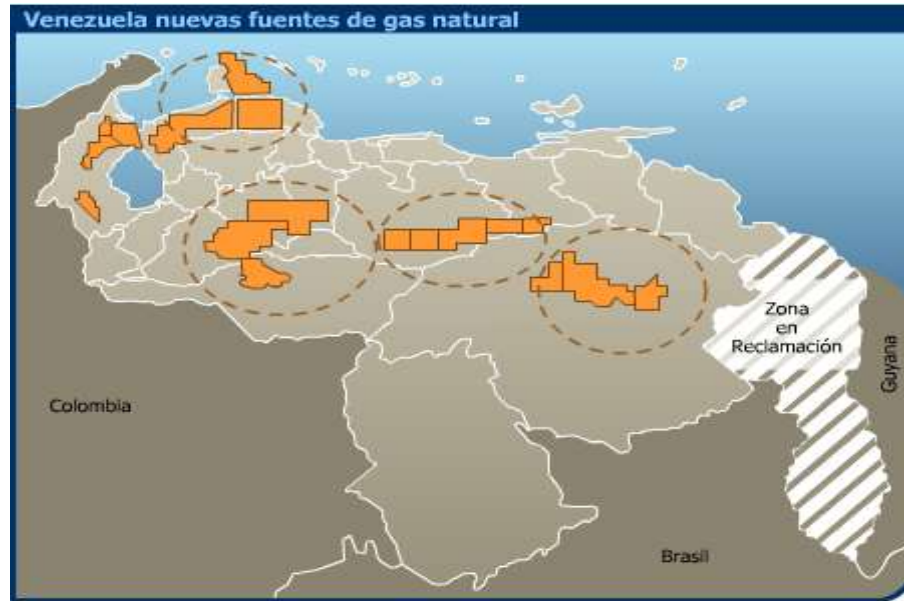 Venezuela nuevas fuentes de gas natural
Zona
en
Reclamación
Guyana
Colombia
Brasil